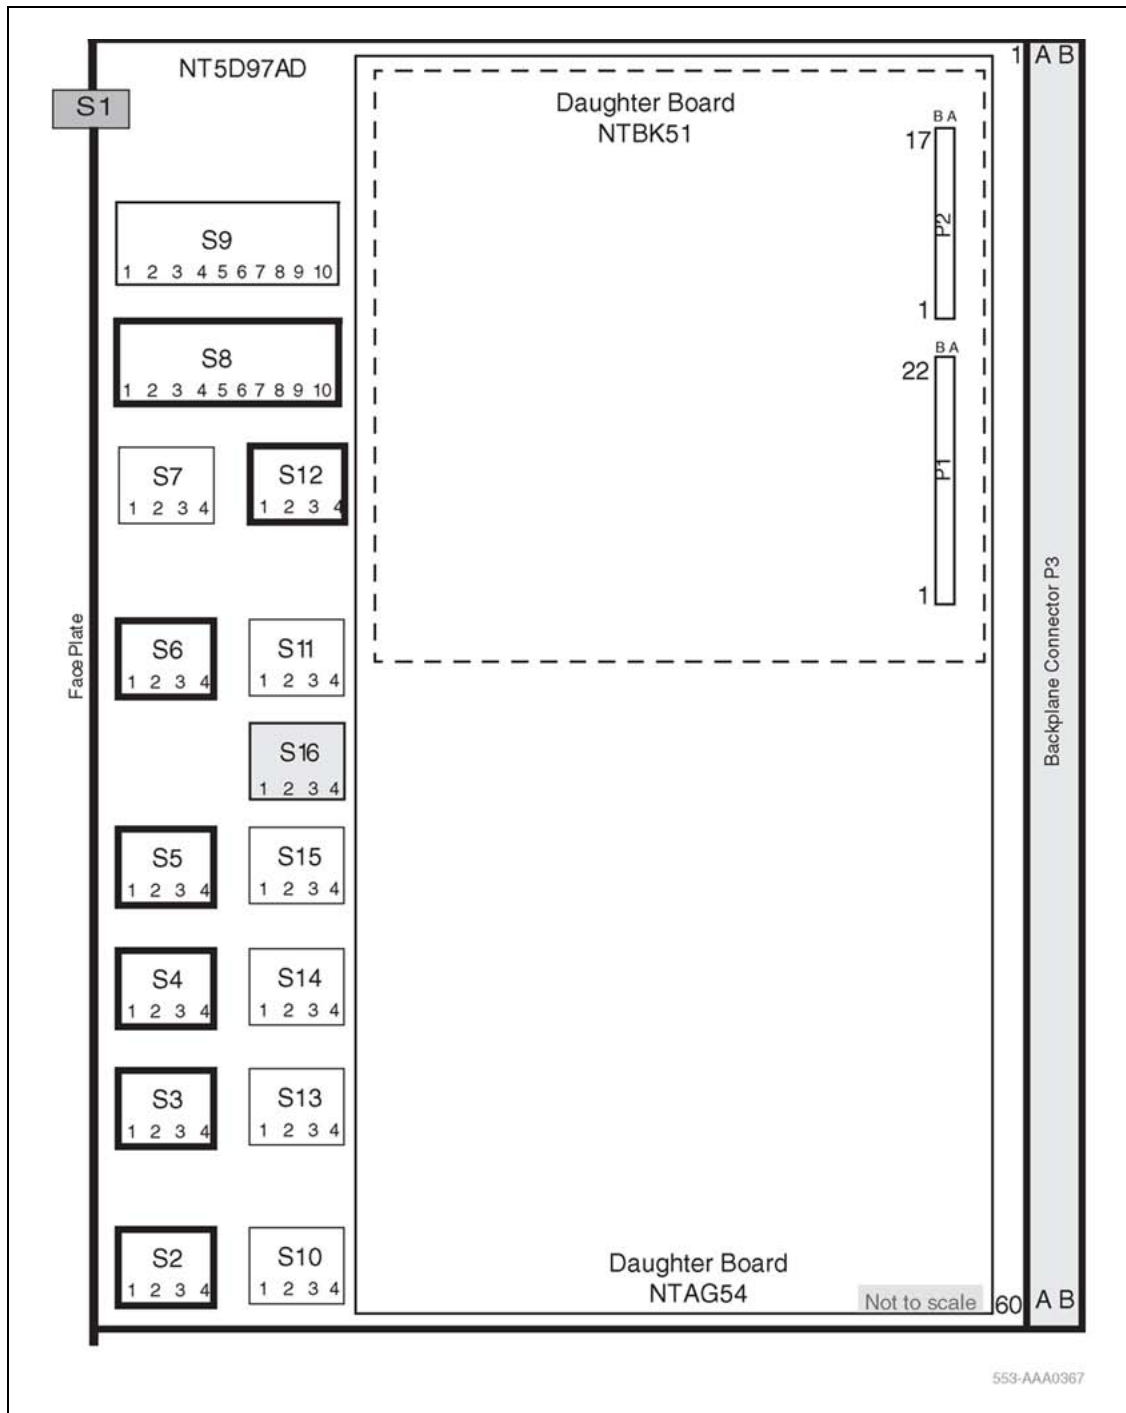 NT5D97AD
1 A B
S1
Daughter Board
NTBK51
B A
17
P2
1
S9
1 2 3 4 5 6 7 8 9 10
S8
1 2 3 4 5 6 7 8 9 10
B A
22
P1
1
S7
1 2 3 4
S12
1 2 3 4
Face Plate
Backplane Connector P3
S6
1 2 3 4
S11
1 2 3 4
S16
1 2 3 4
S5
1 2 3 4
S15
1 2 3 4
S4
1 2 3 4
S14
1 2 3 4
S3
1 2 3 4
S13
1 2 3 4
S2
1 2 3 4
S10
1 2 3 4
Daughter Board
NTAG54
Not to scale
60 A B
553-AAA0367